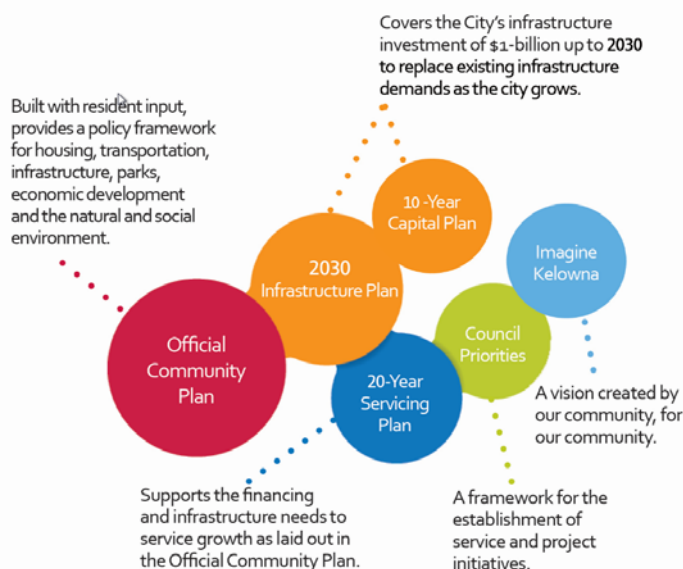 Covers the City's infrastructure
investment of $1-billion up to 2030
to replace existing infrastructure
demands as the city grows.
Built with resident input,
provides a policy framework
for housing, transportation,
infrastructure, parks,
economic development
and the natural and social
environment.
10 -Year
Capital Plan
Imagine
Kelowna
2030
Infrastructure Plan
Council
Priorities
Official
Community
Plan
20-Year
Servicing
Plan
A vision created by
our community, for
our community.
Supports the financing
and infrastructure needs to
service growth as laid out in
the Official Community Plan.
A framework for the
establishment of
service and project
initiatives.